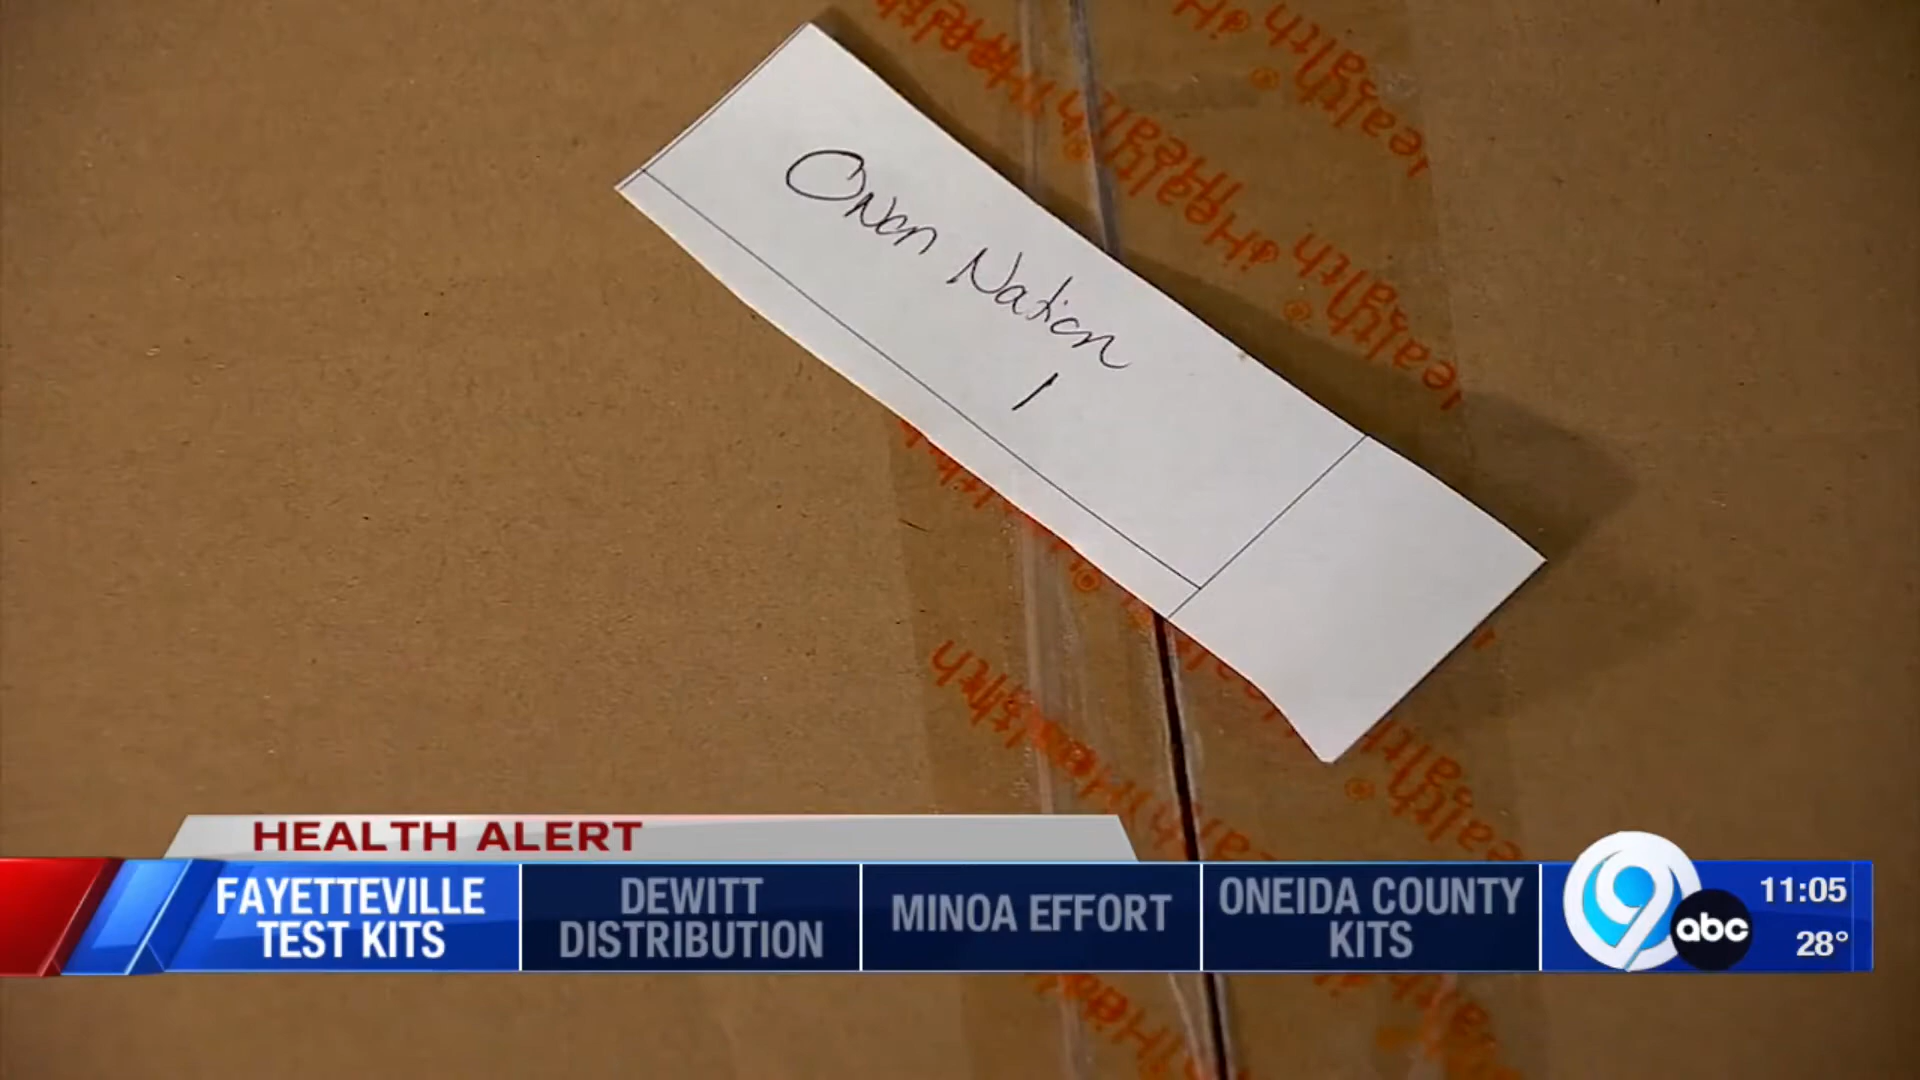 Onon Nation
1
HEALTH ALERT
FAYETTEVILLE
TEST KITS
DEWITT
DISTRIBUTION
MINOA EFFORT
ONEIDA COUNTY
KITS
9
abc
11:05
28°